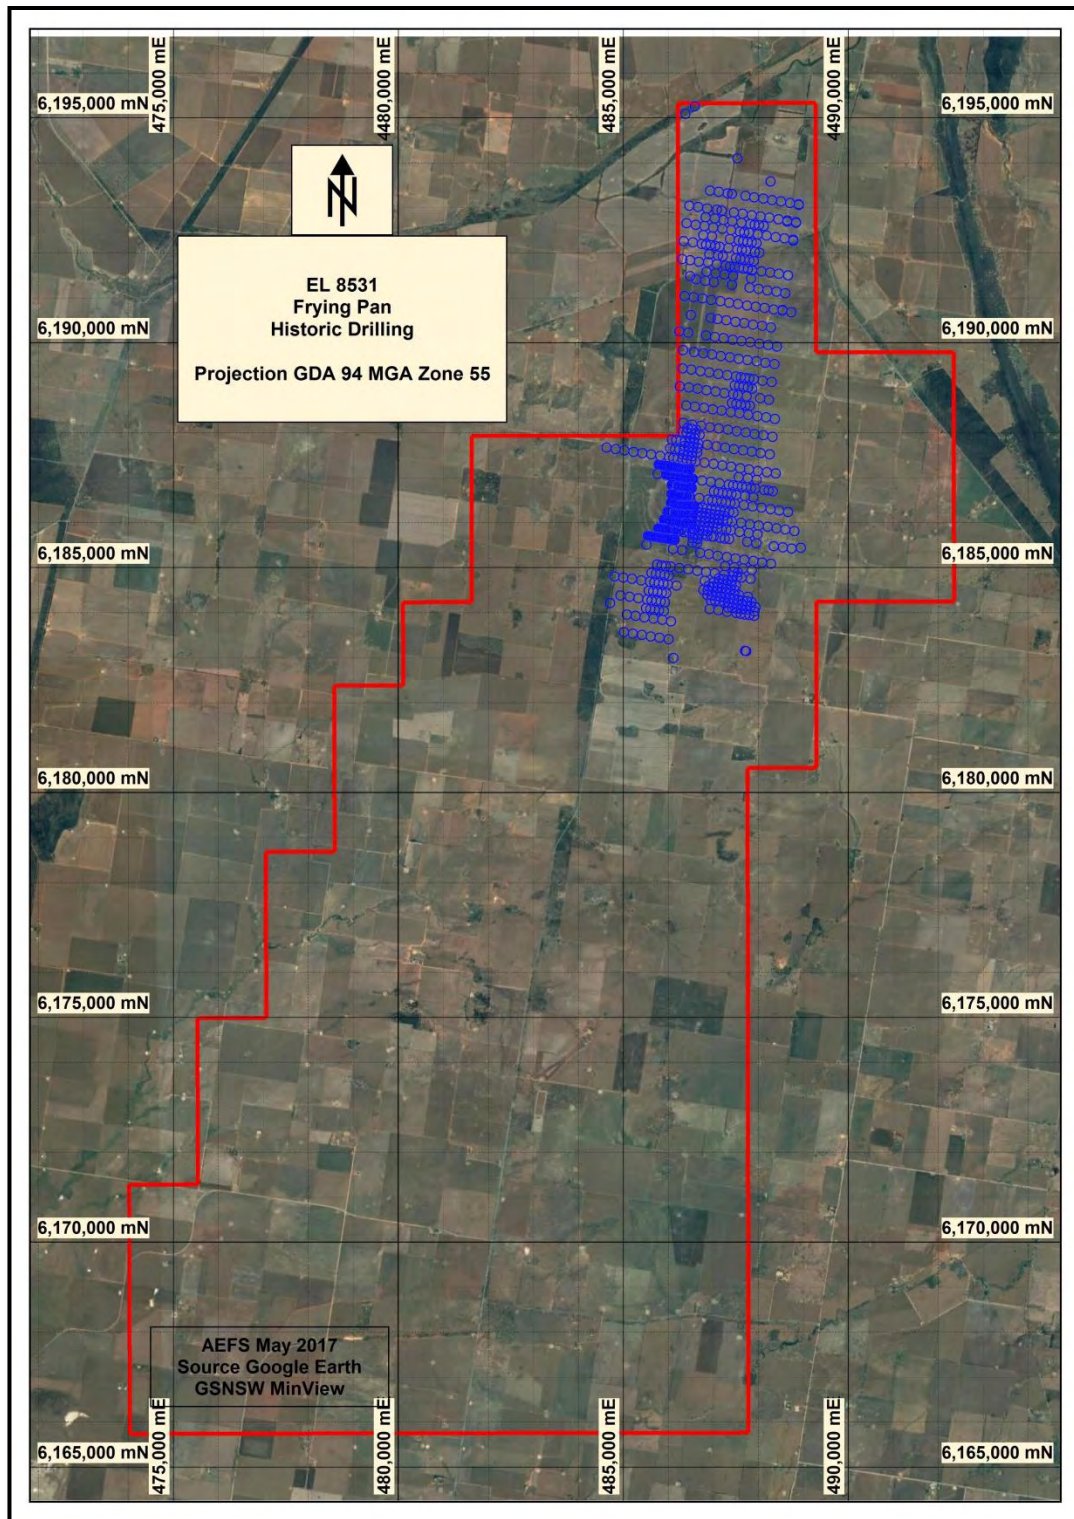 475,000 mE
4480,000 mE
485,000 mE
4490,000 mE
6,195,000 mN
6,195,000 mN
N
EL 8531
Frying Pan
Historic Drilling
Projection GDA 94 MGA Zone 55
6,190,000 mN
6,190,000 mN
6,185,000 mN
6,185,000 mN
6,180,000 mN
6,180,000 mN
6,175,000 mN
6,175,000 mN
6,170,000 mN
6,170,000 mN
AEFS May 2017
Source Google Earth
GSNSW MinView
6,165,000 mN
6,165,000 mN
475,000 mE
480,000 mE
485,000 mE
490,000 mE